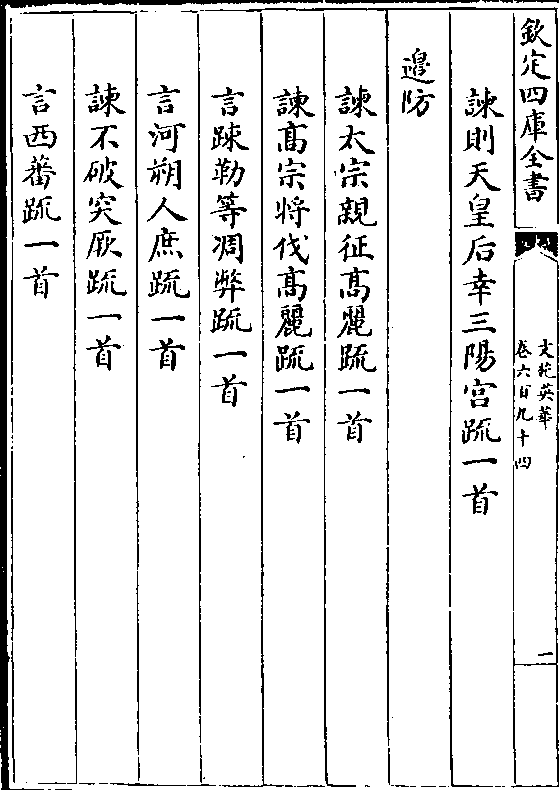 欽定四庫全書
文苑英華
卷六百九十四
一
諫則天皇后幸三陽宫疏一首
邉防
諫太宗親征髙麗疏一首
諫髙宗将伐髙麗疏一首
言踈勒等凋弊疏一首
言河朔人庶疏一首
諫不破突厥疏一首
言西蕃疏一首